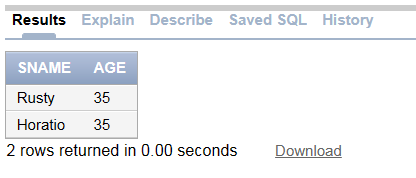 Results Explain Describe Saved SQL History
SNAME AGE
Rusty 35
Horatio 35
2 rows returned in 0.00 seconds Download